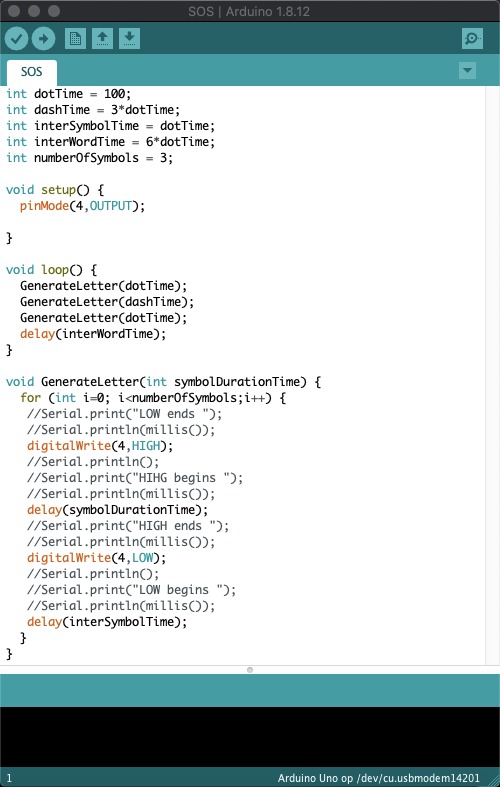 SOS | Arduino 1.8.12
SOS
int dotTime = 100;
int dashTime = 3*dotTime;
int interSymbolTime = dotTime;
int interWordTime = 6*dotTime;
int numberOfSymbols = 3;
void setup() {
  pinMode(4,OUTPUT);
}
void loop() {
  GenerateLetter(dotTime);
  GenerateLetter(dashTime);
  GenerateLetter(dotTime);
  delay(interWordTime);
}
void GenerateLetter(int symbolDurationTime) {
  for (int i=0; i<numberOfSymbols;i++) {
   //Serial.print("LOW ends ");
   //Serial.println(millis());
   digitalWrite(4,HIGH);
   //Serial.println();
   //Serial.print("HIHG begins ");
   //Serial.println(millis());
   delay(symbolDurationTime);
   //Serial.print("HIGH ends ");
   //Serial.println(millis());
   digitalWrite(4,LOW);
   //Serial.println();
   //Serial.print("LOW begins ");
   //Serial.println(millis());
   delay(interSymbolTime);
  }
}
1 Arduino Uno op /dev/cu.usbmodem14201